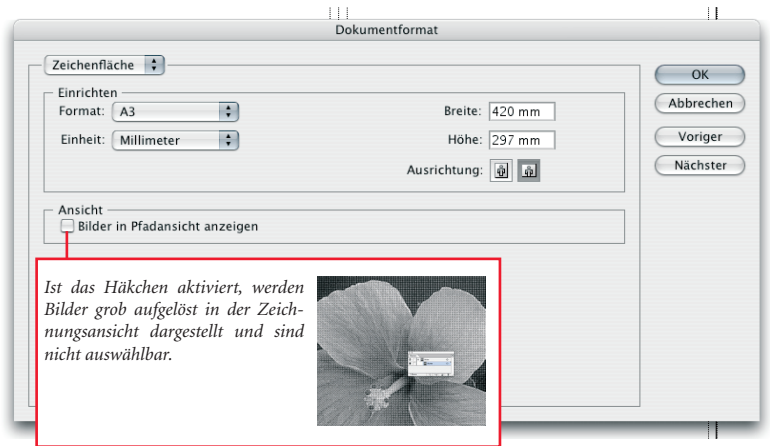 Dokumentformat
Zeichenfläche
OK
Abbrechen
Voriger
Nächster
Einrichten
Format: A3
Breite: 420 mm
Einheit: Millimeter
Höhe: 297 mm
Ausrichtung:
Ansicht
Bilder in Pfadansicht anzeigen
Ist das Häkchen aktiviert, werden
Bilder grob aufgelöst in der Zeich-
nungsansicht dargestellt und sind
nicht auswählbar.